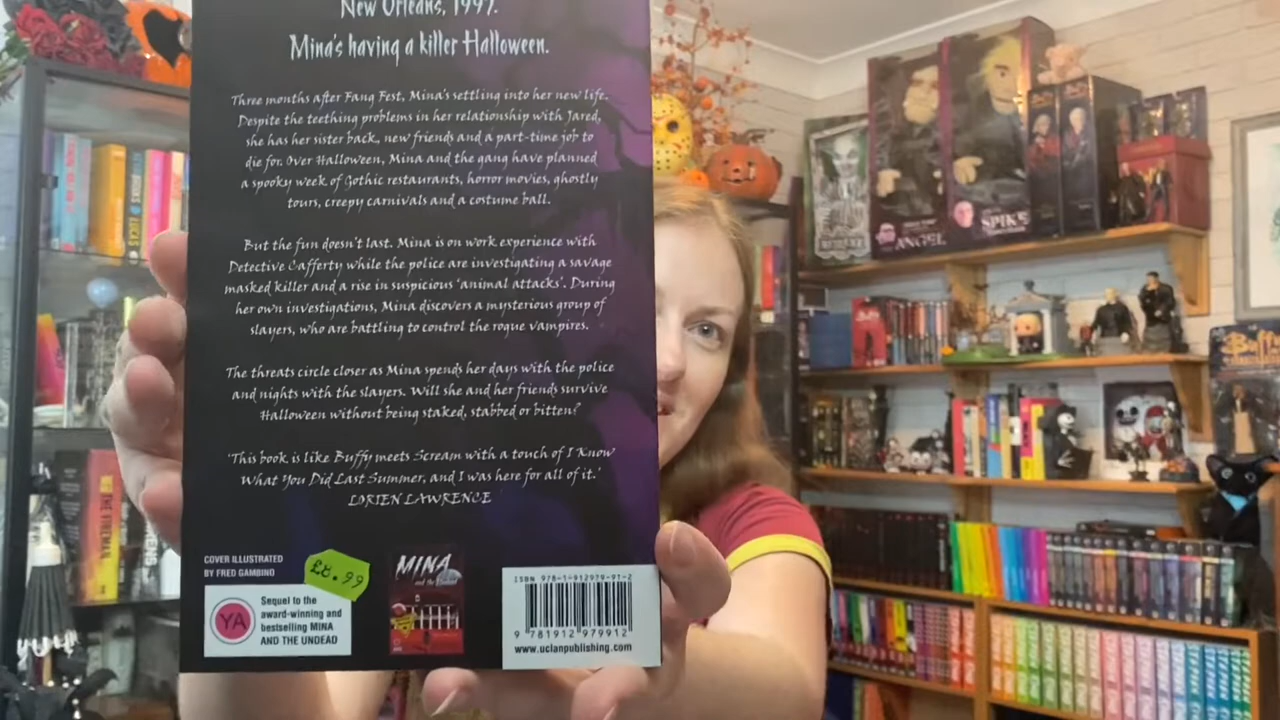 New Orleans, 1997.
Mina's having a killer Halloween.
Three months after Fang Fest, Mina's settling into her new life.
Despite the teething problems in her relationship with Jared,
she has her sister back, new friends and a part-time job to
die for. Over Halloween, Mina and the gang have planned
a spooky week of Gothic restaurants, horror movies, ghostly
tours, creepy carnivals and a costume ball.
But the fun doesn't last. Mina is on work experience with
Detective Cafferty while the police are investigating a savage
masked killer and a rise in suspicious 'animal attacks'. During
her own investigations, Mina discovers a mysterious group of
slayers, who are battling to control the rogue vampires.
The threats circle closer as Mina spends her days with the police
and nights with the slayers. Will she and her friends survive
Halloween without being staked, stabbed or bitten?
'This book is like Buffy meets Scream with a touch of I Know
What You Did Last Summer, and I was here for all of it.'
LORIEN LAWRENCE
COVER ILLUSTRATED
BY FRED GAMBINO
£8.99
YA
Sequel to the
award-winning and
bestselling MINA
AND THE UNDEAD
MINA
and the Undead
ISBN 978-1-912979-91-2
9 781912 979912
www.uclanpublishing.com
ANGEL
SPIKE
Buffy
THE FIREMAN